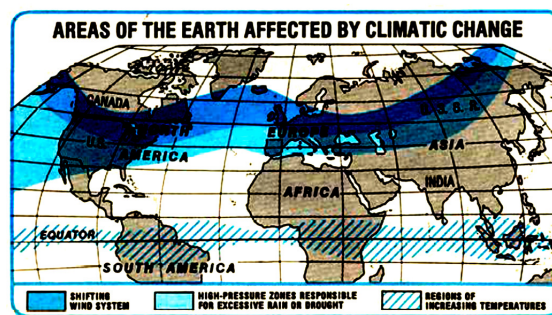 AREAS OF THE EARTH AFFECTED BY CLIMATIC CHANGE
CANADA
U.S.
NORTH
AMERICA
EUROPE
U. S. S. R.
ASIA
AFRICA
INDIA
EQUATOR
SOUTH AMERICA
SHIFTING
WIND SYSTEM
HIGH-PRESSURE ZONES RESPONSIBLE
FOR EXCESSIVE RAIN OR DROUGHT
REGIONS OF
INCREASING TEMPERATURES